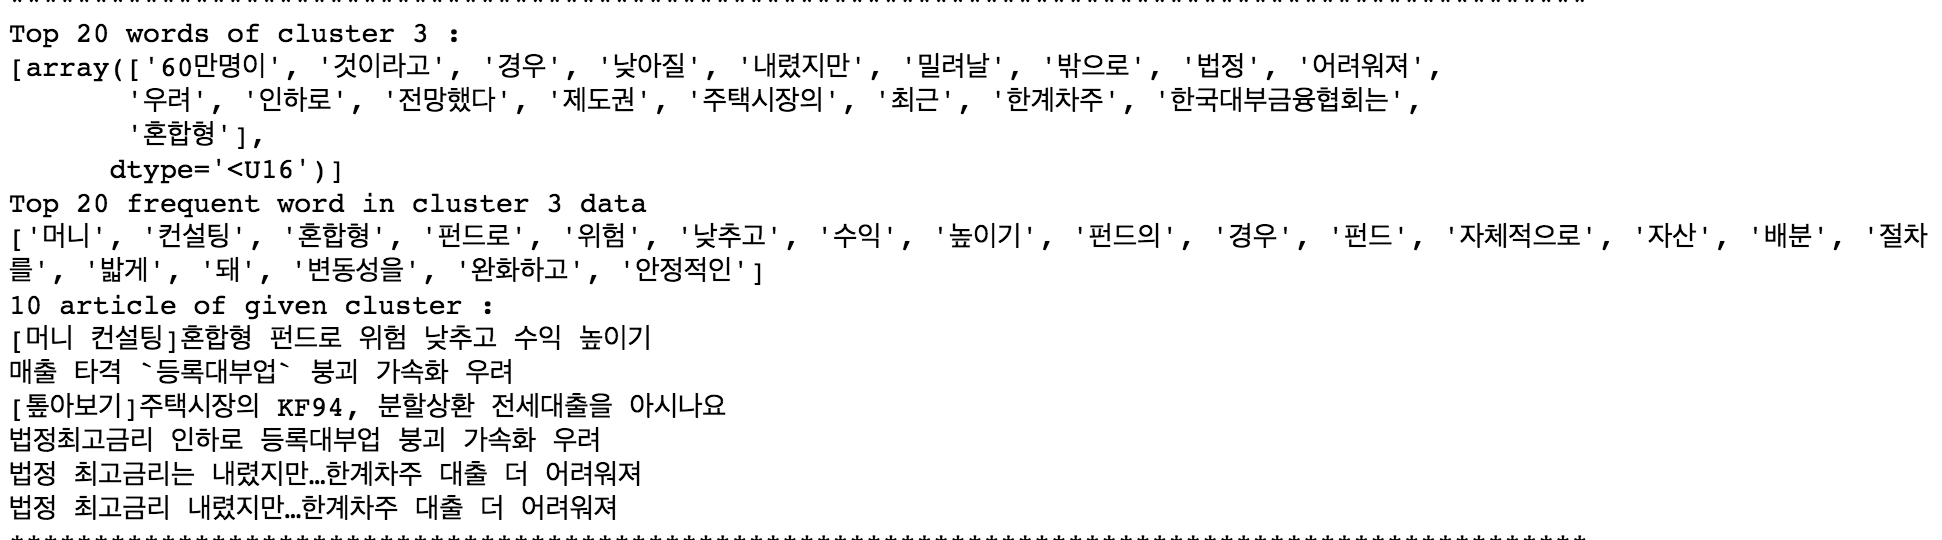 Top 20 words of cluster 3 :
[array(['60만명이', '것이라고', '경우', '낮아질', '내렸지만', '밀려날', '밖으로', '법정', '어려워져',
'우려', '인하로', '전망했다', '제도권', '주택시장의', '최근', '한계차주', '한국대부금융협회는',
'혼합형'],
dtype='<U16')]
Top 20 frequent word in cluster 3 data
['머니', '컨설팅', '혼합형', '펀드로', '위험', '낮추고', '수익', '높이기', '펀드의', '경우', '펀드', '자체적으로', '자산', '배분', '절차
를', '밟게', '돼', '변동성을', '완화하고', '안정적인']
10 article of given cluster :
[머니 컨설팅]혼합형 펀드로 위험 낮추고 수익 높이기
매출 타격 `등록대부업` 붕괴 가속화 우려
[톺아보기]주택시장의 KF94, 분할상환 전세대출을 아시나요
법정최고금리 인하로 등록대부업 붕괴 가속화 우려
법정 최고금리는 내렸지만…한계차주 대출 더 어려워져
법정 최고금리 내렸지만…한계차주 대출 더 어려워져